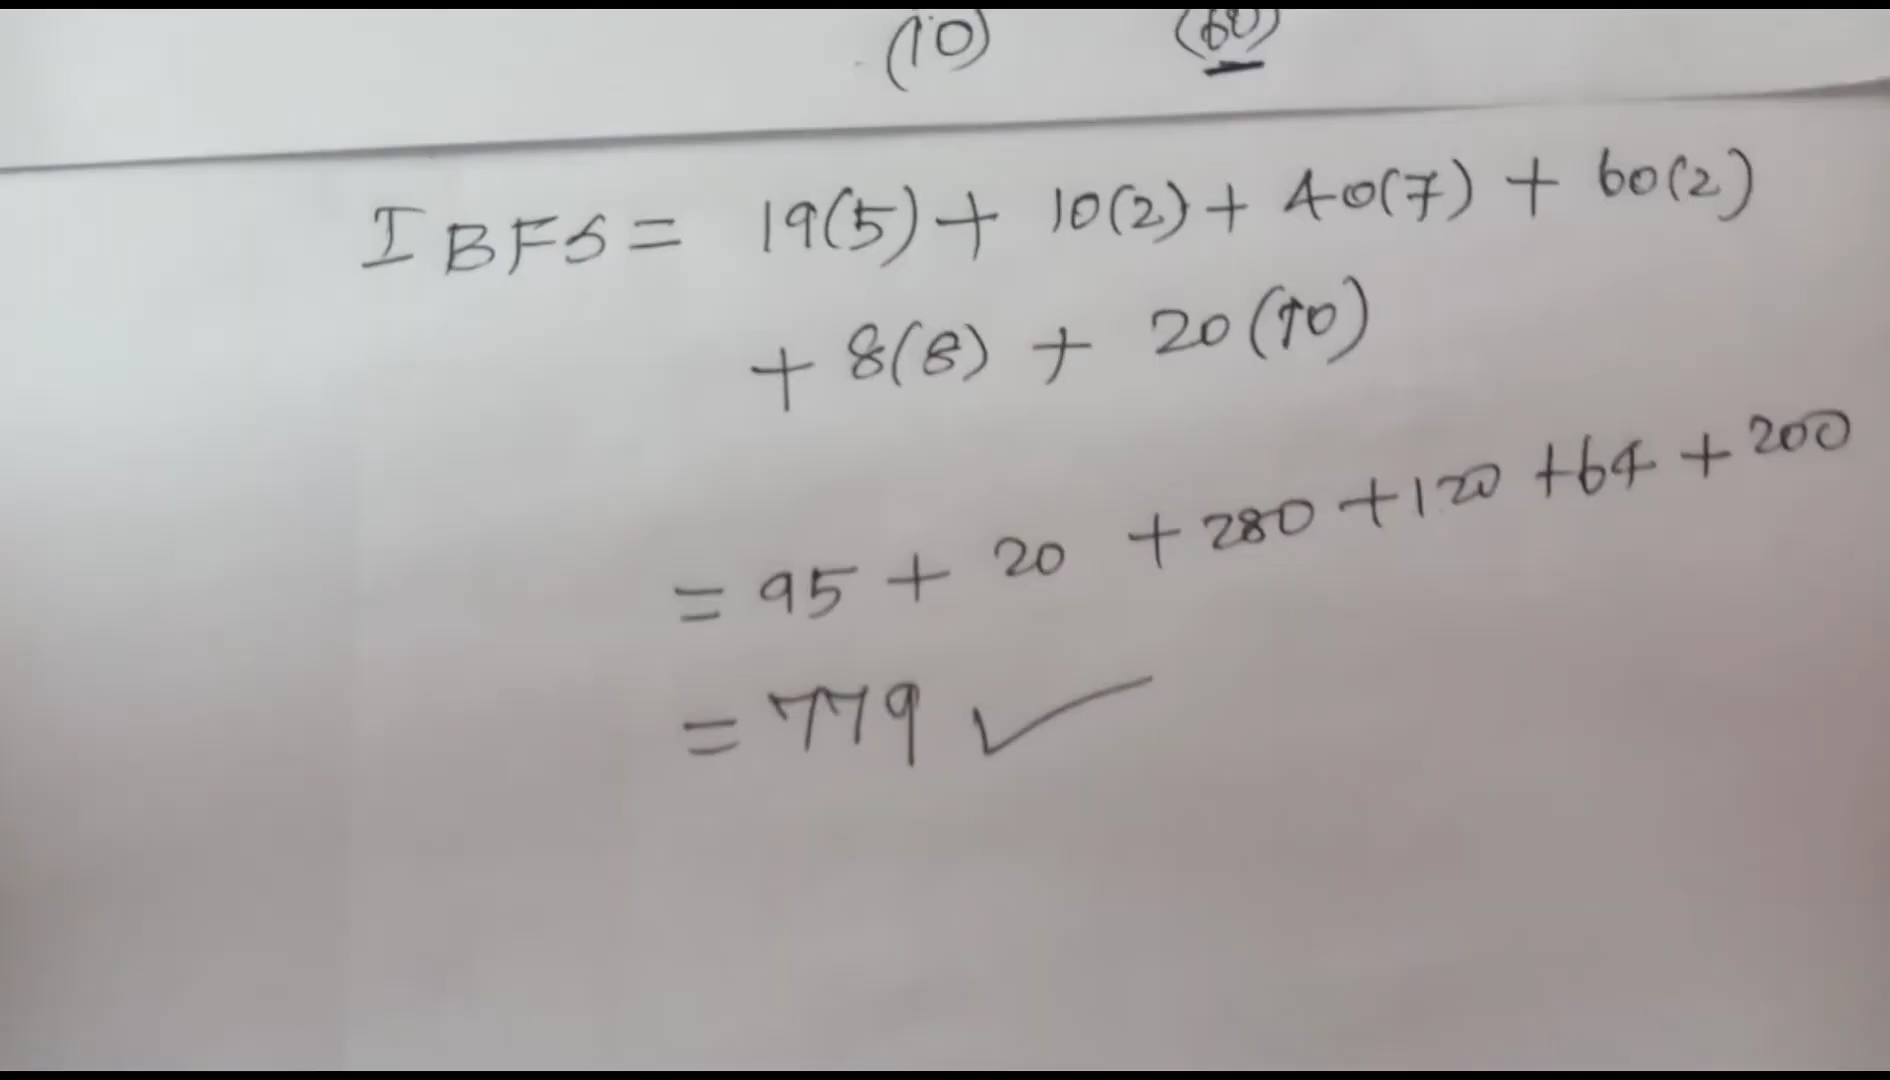 (10) (60)
IBFS = 19(5) + 10(2) + 40(7) + 60(2)
+ 8(8) + 20(10)
= 95 + 20 + 280 + 120 + 64 + 200
= 779 ✓